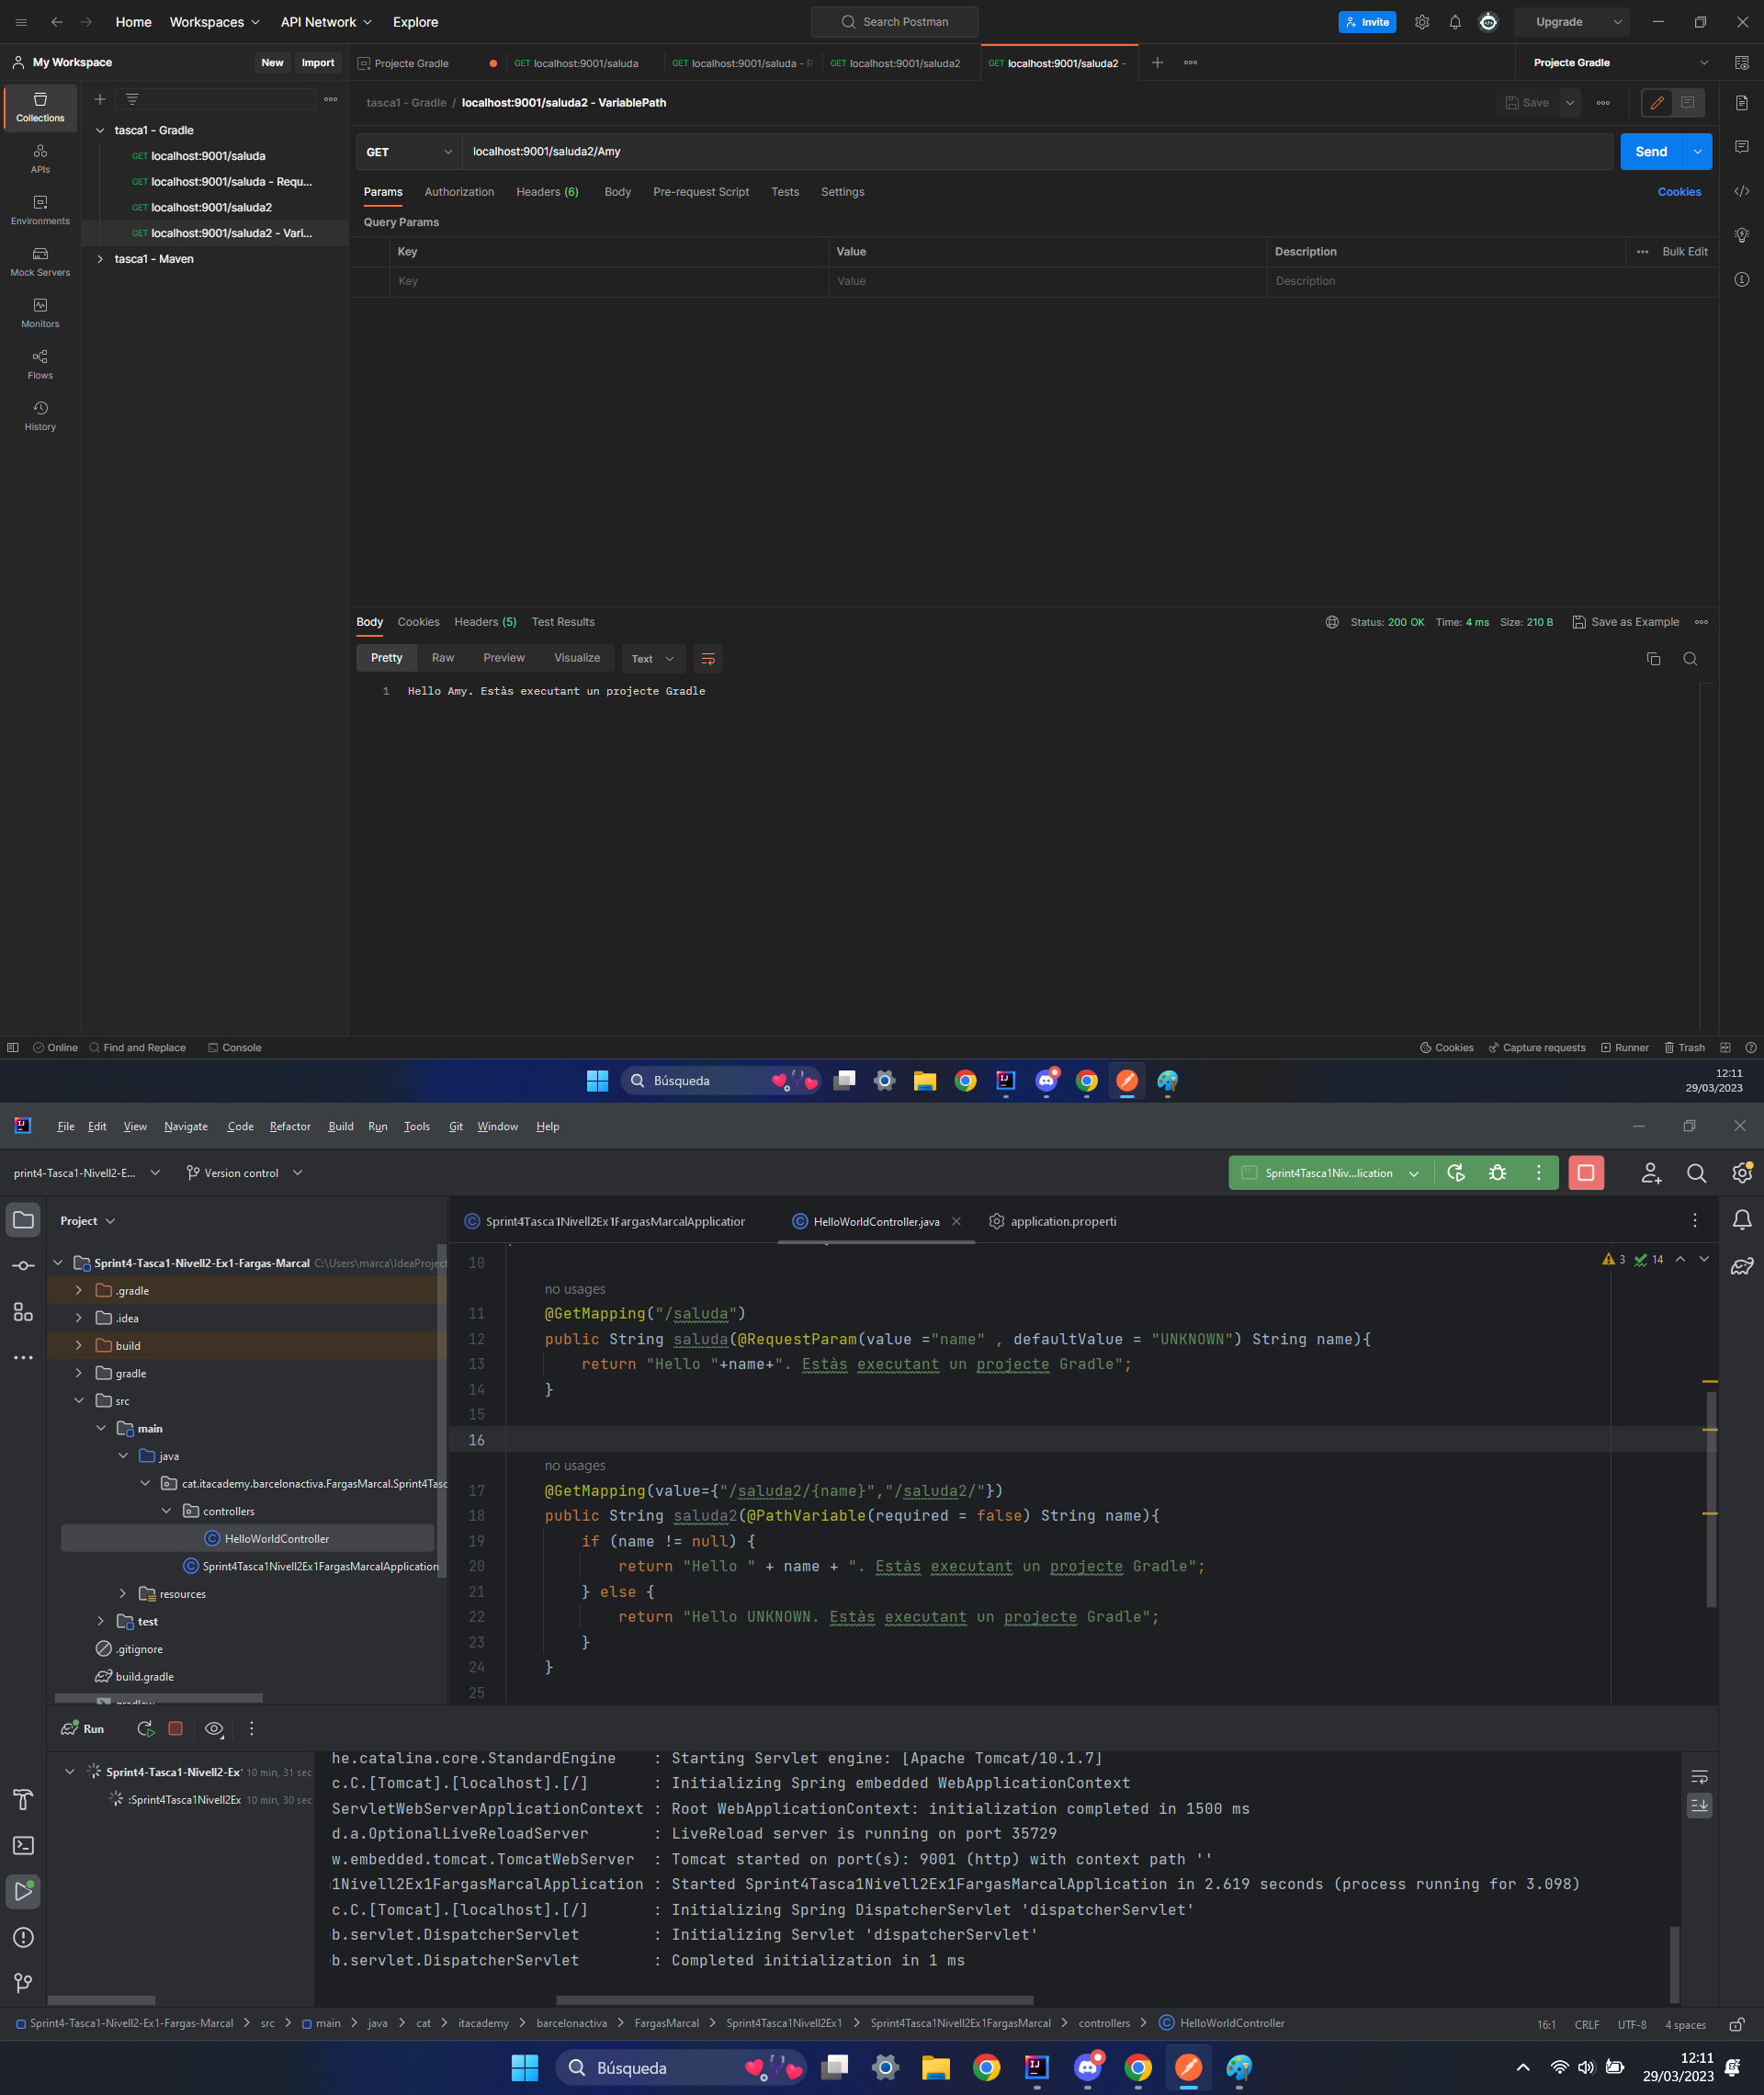 Home Workspaces API Network Explore Search Postman Invite Upgrade
My Workspace New Import Projecte Gradle GET localhost:9001/saluda GET localhost:9001/saluda - R GET localhost:9001/saluda2 GET localhost:9001/saluda2 - Projecte Gradle
Collections
APIs
Environments
Mock Servers
Monitors
Flows
History
tasca1 - Gradle
GET localhost:9001/saluda
GET localhost:9001/saluda - Requ...
GET localhost:9001/saluda2
GET localhost:9001/saluda2 - Vari...
tasca1 - Maven
tasca1 - Gradle / localhost:9001/saluda2 - VariablePath Save
GET localhost:9001/saluda2/Amy Send
Params Authorization Headers (6) Body Pre-request Script Tests Settings Cookies
Query Params
Key Value Description Bulk Edit
Key Value Description
Body Cookies Headers (5) Test Results Status: 200 OK Time: 4 ms Size: 210 B Save as Example
Pretty Raw Preview Visualize Text
1 Hello Amy. Estàs executant un projecte Gradle
Online Find and Replace Console Cookies Capture requests Runner Trash
Búsqueda 12:11
29/03/2023
File Edit View Navigate Code Refactor Build Run Tools Git Window Help
print4-Tasca1-Nivell2-E... Version control Sprint4Tasca1Niv...lication
Project
Sprint4-Tasca1-Nivell2-Ex1-Fargas-Marcal C:\Users\marca\IdeaProject
.gradle
.idea
build
gradle
src
main
java
cat.itacademy.barcelonactiva.FargasMarcal.Sprint4Tasc
controllers
HelloWorldController
Sprint4Tasca1Nivell2Ex1FargasMarcalApplication
resources
test
.gitignore
build.gradle
gradlew
Sprint4Tasca1Nivell2Ex1FargasMarcalApplication HelloWorldController.java application.properti
3 14
10
no usages
11 @GetMapping("/saluda")
12 public String saluda(@RequestParam(value ="name" , defaultValue = "UNKNOWN") String name){
13 return "Hello "+name+". Estàs executant un projecte Gradle";
14 }
15
16
no usages
17 @GetMapping(value={"/saluda2/{name}","/saluda2/"})
18 public String saluda2(@PathVariable(required = false) String name){
19 if (name != null) {
20 return "Hello " + name + ". Estàs executant un projecte Gradle";
21 } else {
22 return "Hello UNKNOWN. Estàs executant un projecte Gradle";
23 }
24 }
25
Run
Sprint4-Tasca1-Nivell2-Ex' 10 min, 31 sec
:Sprint4Tasca1Nivell2Ex 10 min, 30 sec
he.catalina.core.StandardEngine : Starting Servlet engine: [Apache Tomcat/10.1.7]
c.C.[Tomcat].[localhost].[/] : Initializing Spring embedded WebApplicationContext
ServletWebServerApplicationContext : Root WebApplicationContext: initialization completed in 1500 ms
d.a.OptionalLiveReloadServer : LiveReload server is running on port 35729
w.embedded.tomcat.TomcatWebServer : Tomcat started on port(s): 9001 (http) with context path ''
1Nivell2Ex1FargasMarcalApplication : Started Sprint4Tasca1Nivell2Ex1FargasMarcalApplication in 2.619 seconds (process running for 3.098)
c.C.[Tomcat].[localhost].[/] : Initializing Spring DispatcherServlet 'dispatcherServlet'
b.servlet.DispatcherServlet : Initializing Servlet 'dispatcherServlet'
b.servlet.DispatcherServlet : Completed initialization in 1 ms
Sprint4-Tasca1-Nivell2-Ex1-Fargas-Marcal > src > main > java > cat > itacademy > barcelonactiva > FargasMarcal > Sprint4Tasca1Nivell2Ex1 > Sprint4Tasca1Nivell2Ex1FargasMarcal > controllers > HelloWorldController 16:1 CRLF UTF-8 4 spaces
Búsqueda 12:11
29/03/2023